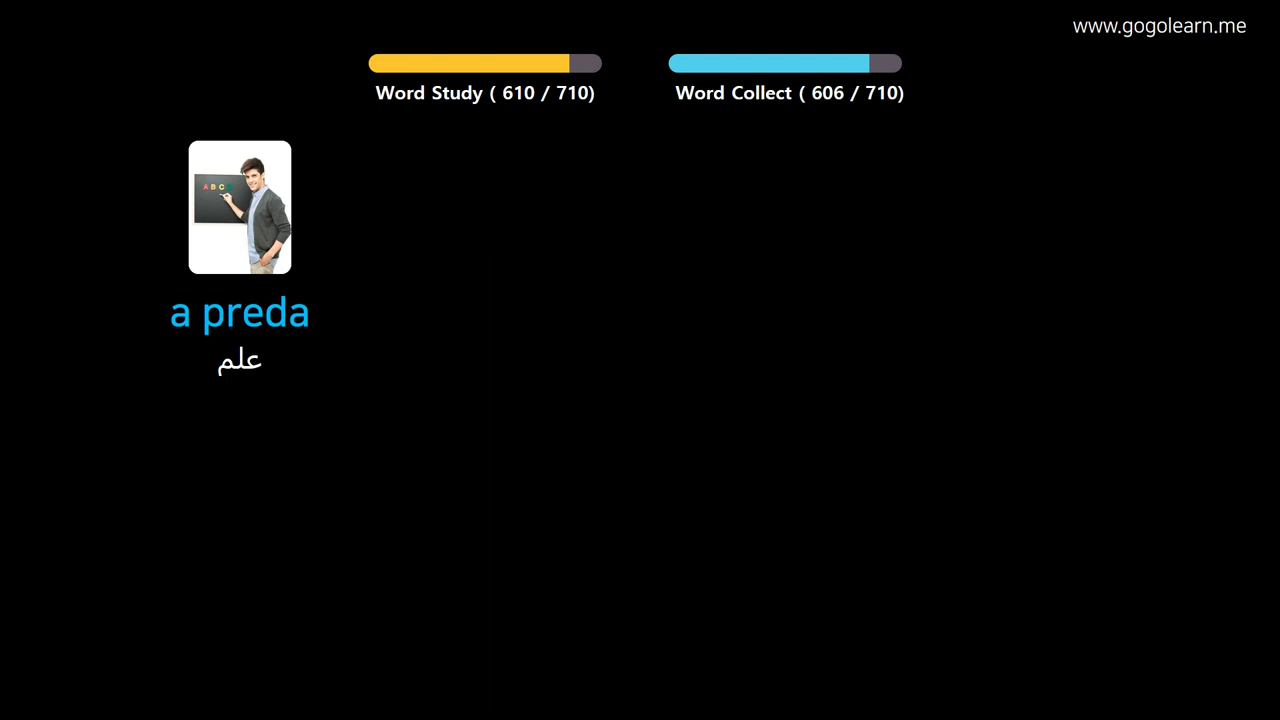 www.gogolearn.me
Word Study ( 610 / 710)
Word Collect ( 606 / 710)
A B C
a preda
علم